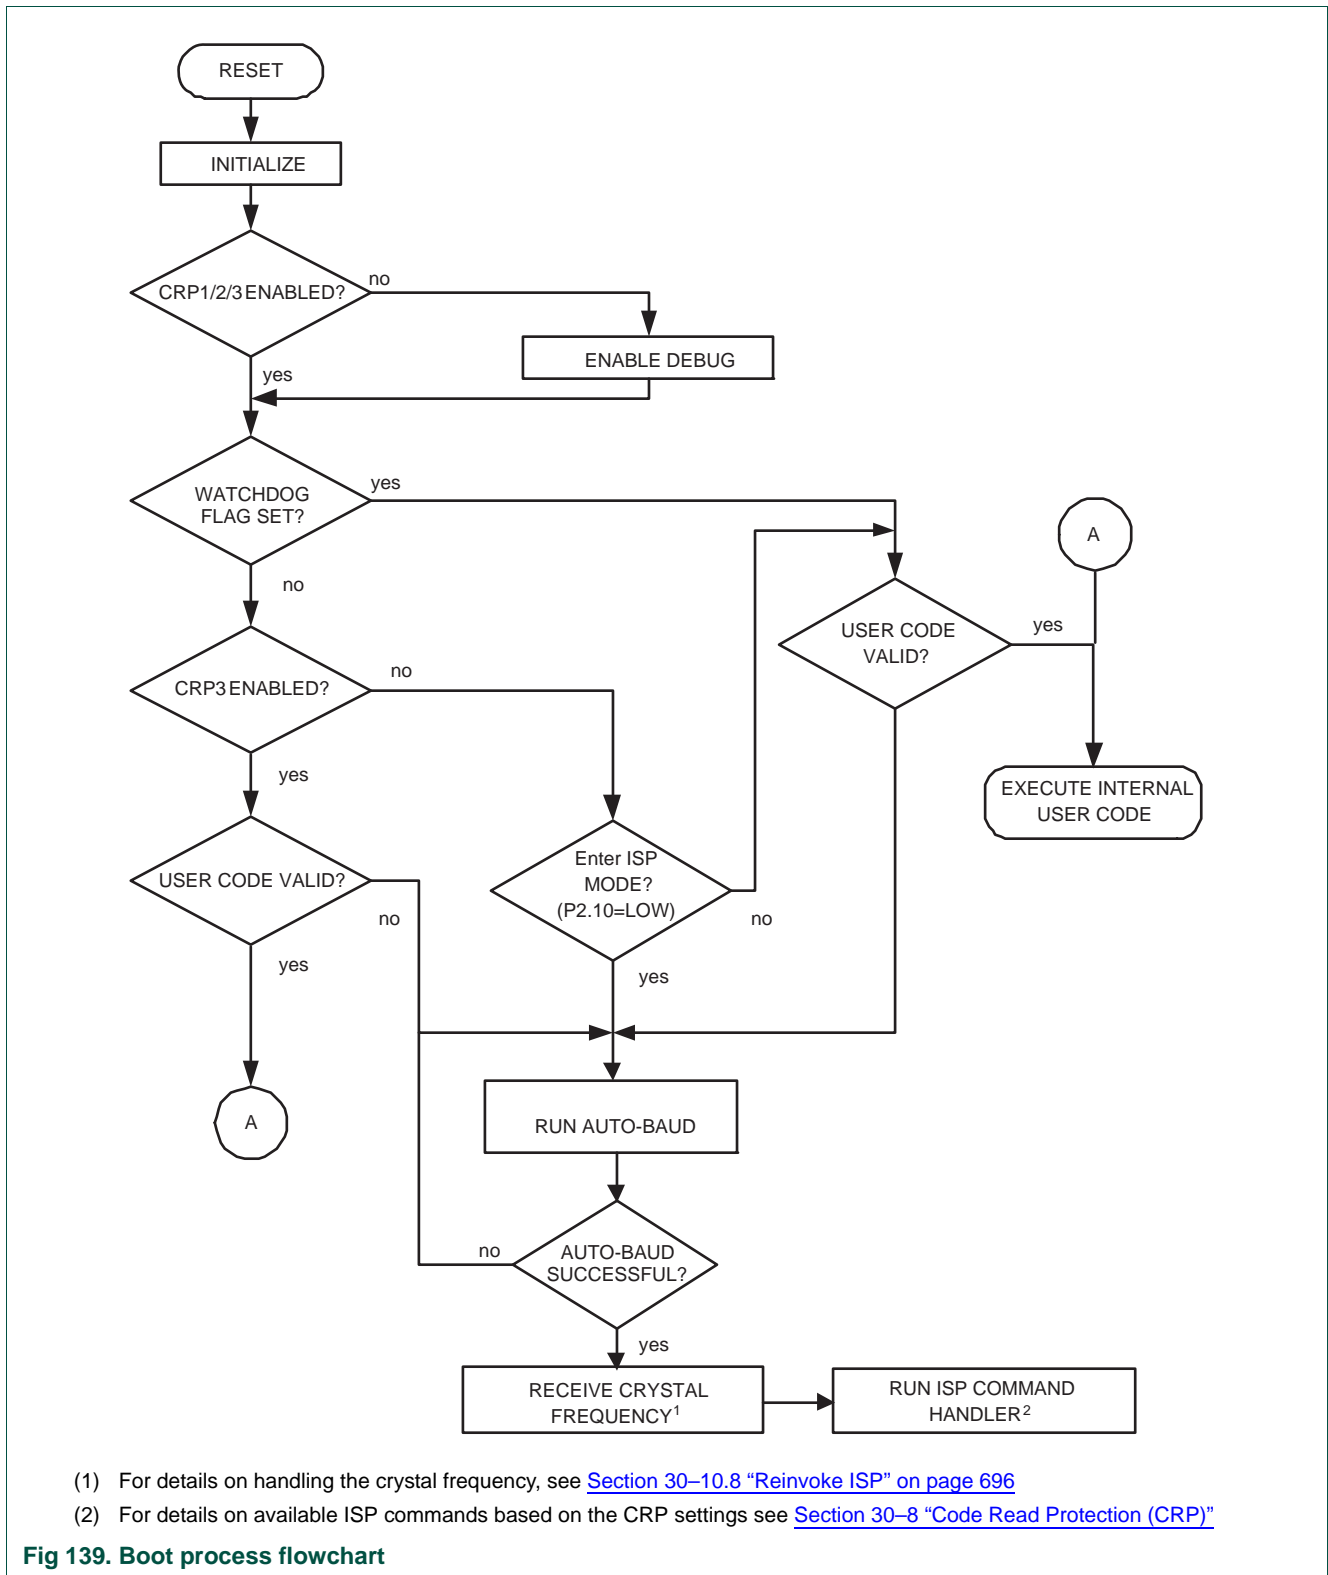 RESET
INITIALIZE
CRP1/2/3 ENABLED?
no
ENABLE DEBUG
yes
WATCHDOG
FLAG SET?
yes
no
A
USER CODE
VALID?
yes
CRP3 ENABLED?
no
yes
EXECUTE INTERNAL
USER CODE
USER CODE VALID?
no
yes
Enter ISP
MODE?
(P2.10=LOW)
no
yes
A
RUN AUTO-BAUD
AUTO-BAUD
SUCCESSFUL?
no
yes
RECEIVE CRYSTAL
FREQUENCY1
RUN ISP COMMAND
HANDLER2
(1) For details on handling the crystal frequency, see Section 30–10.8 “Reinvoke ISP” on page 696
(2) For details on available ISP commands based on the CRP settings see Section 30–8 “Code Read Protection (CRP)”
Fig 139. Boot process flowchart